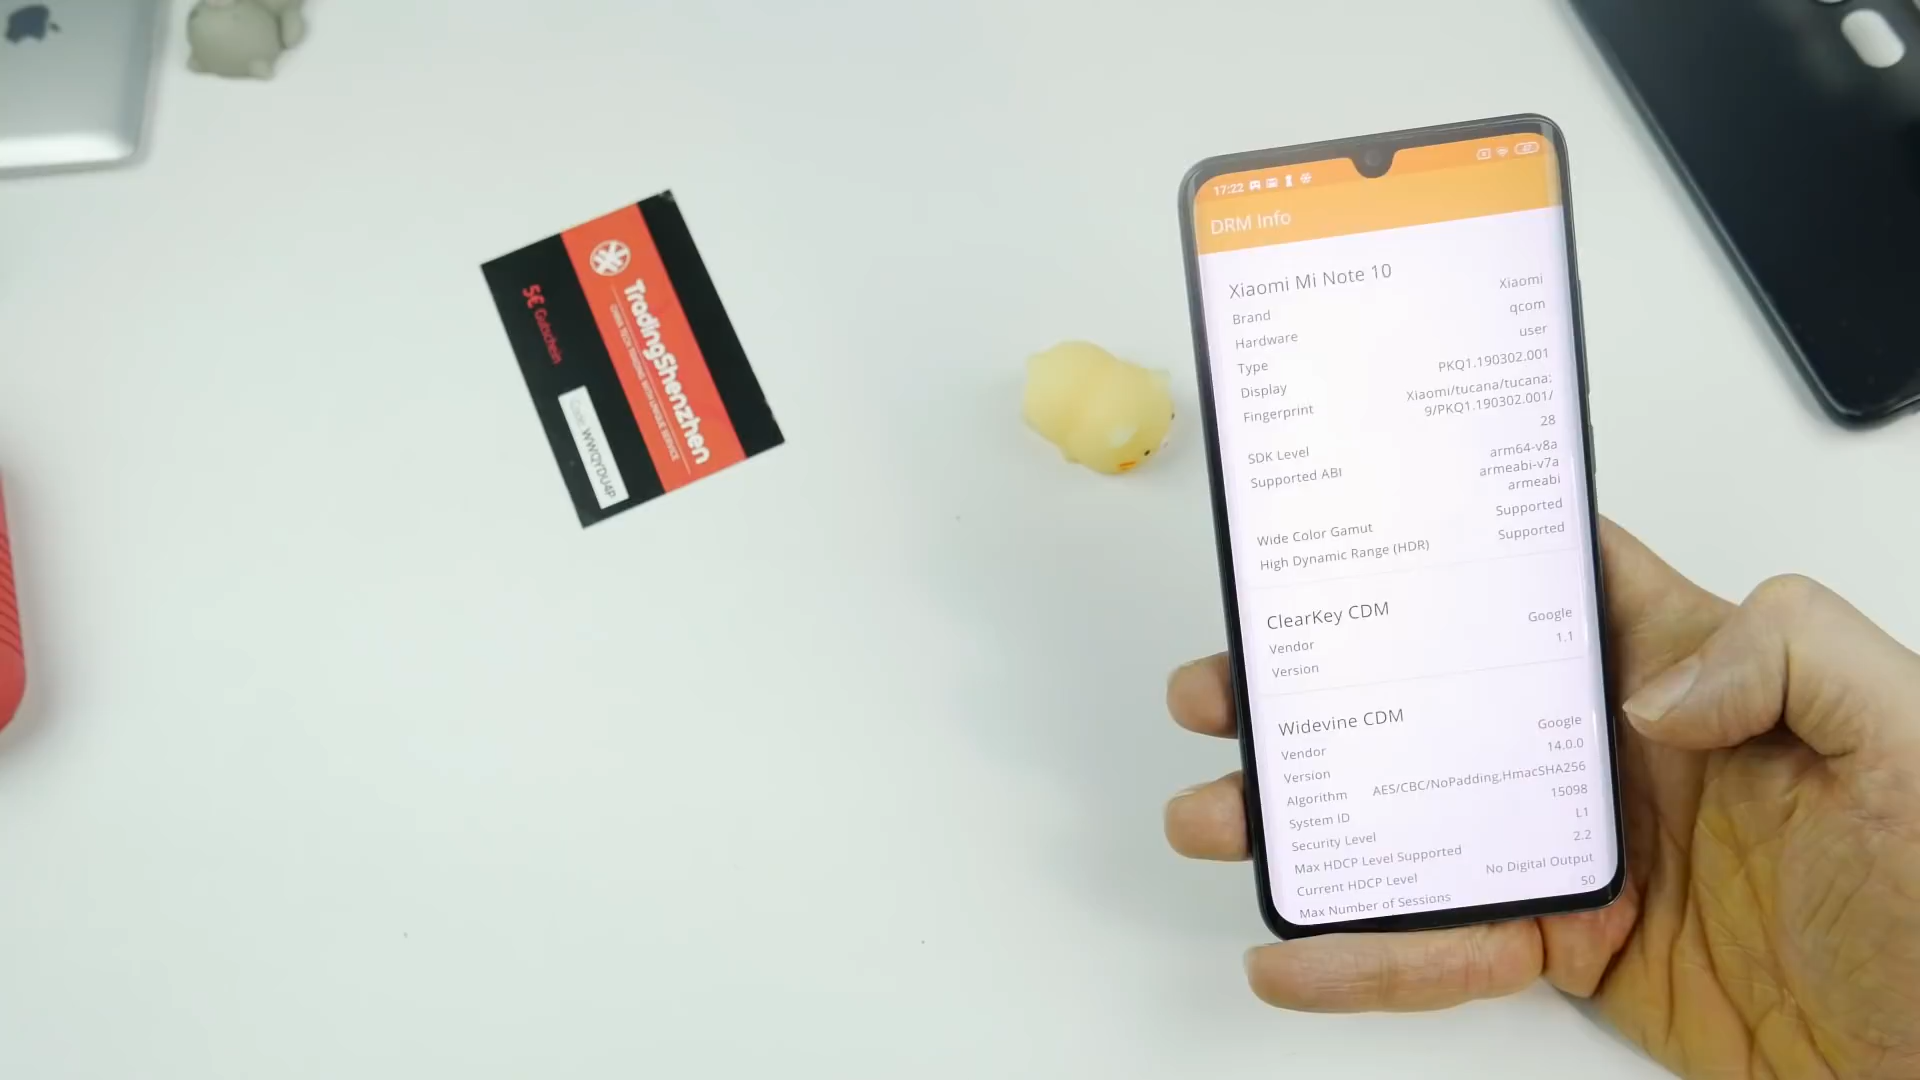 TradingShenzhen
5€ Gutschein
Code: WWQYDU4P
17:22
DRM Info
Xiaomi Mi Note 10
Brand Xiaomi
Hardware qcom
Type user
Display PKQ1.190302.001
Fingerprint Xiaomi/tucana/tucana:
9/PKQ1.190302.001/
SDK Level 28
Supported ABI arm64-v8a
armeabi-v7a
armeabi
Wide Color Gamut Supported
High Dynamic Range (HDR) Supported
ClearKey CDM
Vendor Google
Version 1.1
Widevine CDM
Vendor Google
Version 14.0.0
Algorithm AES/CBC/NoPadding,HmacSHA256
System ID 15098
Security Level L1
Max HDCP Level Supported 2.2
Current HDCP Level No Digital Output
Max Number of Sessions 50